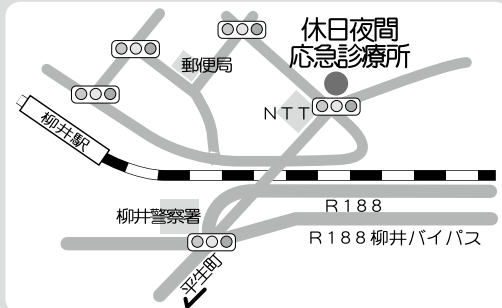 休日夜間
応急診療所
郵便局
NTT
柳井駅
柳井警察署
R188
R188柳井バイパス
平生町